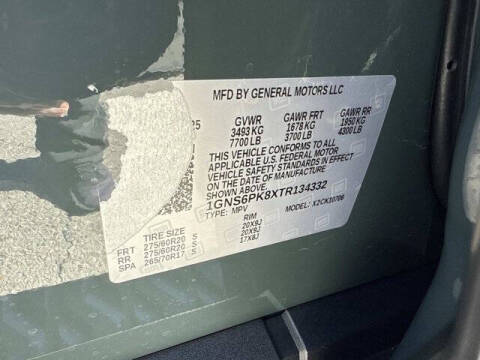 MFD BY GENERAL MOTORS LLC
25 GVWR GAWR FRT GAWR RR
3493 KG 1678 KG 1950 KG
7700 LB 3700 LB 4300 LB
THIS VEHICLE CONFORMS TO ALL
APPLICABLE U.S. FEDERAL MOTOR
VEHICLE SAFETY STANDARDS IN EFFECT
ON THE DATE OF MANUFACTURE
SHOWN ABOVE.
1GNS6PK8XTR134332
TYPE: MPV MODEL: X2CK10706
TIRE SIZE RIM
FRT 275/60R20 S 20X9J
RR 275/60R20 S 20X9J
SPA 265/70R17 S 17X8J